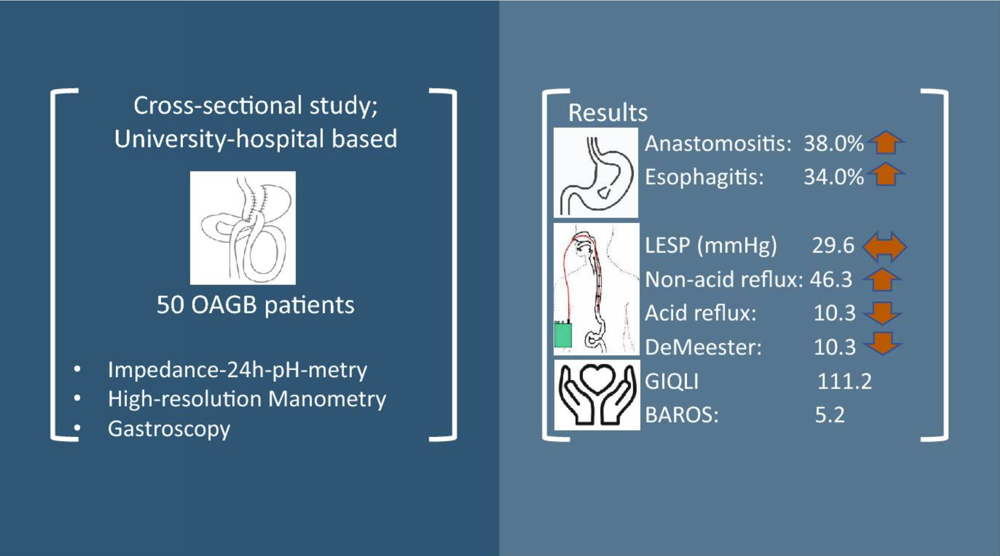 Cross-sectional study;
University-hospital based
50 OAGB patients
• Impedance-24h-pH-metry
• High-resolution Manometry
• Gastroscopy
Results
Anastomositis: 38.0%
Esophagitis: 34.0%
LESP (mmHg) 29.6
Non-acid reflux: 46.3
Acid reflux: 10.3
DeMeester: 10.3
GIQLI 111.2
BAROS: 5.2